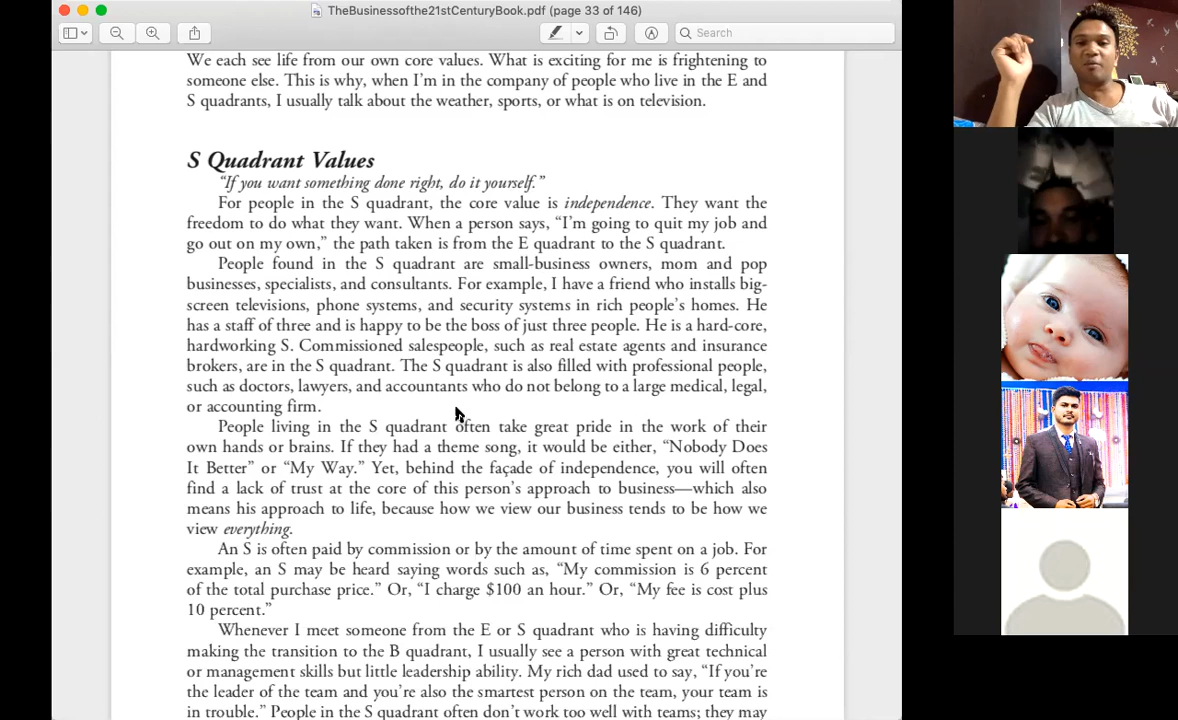 TheBusinessofthe21stCenturyBook.pdf (page 33 of 146)
Search
We each see life from our own core values. What is exciting for me is frightening to
someone else. This is why, when I'm in the company of people who live in the E and
S quadrants, I usually talk about the weather, sports, or what is on television.
S Quadrant Values
“If you want something done right, do it yourself.”
For people in the S quadrant, the core value is independence. They want the
freedom to do what they want. When a person says, “I'm going to quit my job and
go out on my own,” the path taken is from the E quadrant to the S quadrant.
People found in the S quadrant are small-business owners, mom and pop
businesses, specialists, and consultants. For example, I have a friend who installs big-
screen televisions, phone systems, and security systems in rich people's homes. He
has a staff of three and is happy to be the boss of just three people. He is a hard-core,
hardworking S. Commissioned salespeople, such as real estate agents and insurance
brokers, are in the S quadrant. The S quadrant is also filled with professional people,
such as doctors, lawyers, and accountants who do not belong to a large medical, legal,
or accounting firm.
People living in the S quadrant often take great pride in the work of their
own hands or brains. If they had a theme song, it would be either, “Nobody Does
It Better” or “My Way.” Yet, behind the façade of independence, you will often
find a lack of trust at the core of this person's approach to business—which also
means his approach to life, because how we view our business tends to be how we
view everything.
An S is often paid by commission or by the amount of time spent on a job. For
example, an S may be heard saying words such as, “My commission is 6 percent
of the total purchase price.” Or, “I charge $100 an hour.” Or, “My fee is cost plus
10 percent.”
Whenever I meet someone from the E or S quadrant who is having difficulty
making the transition to the B quadrant, I usually see a person with great technical
or management skills but little leadership ability. My rich dad used to say, “If you're
the leader of the team and you're also the smartest person on the team, your team is
in trouble.” People in the S quadrant often don't work too well with teams; they may